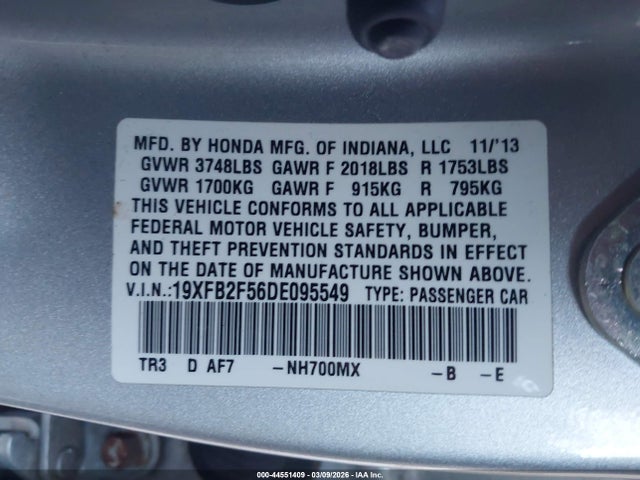 MFD. BY HONDA MFG. OF INDIANA, LLC 11/'13
GVWR 3748LBS GAWR F 2018LBS R 1753LBS
GVWR 1700KG GAWR F 915KG R 795KG
THIS VEHICLE CONFORMS TO ALL APPLICABLE
FEDERAL MOTOR VEHICLE SAFETY, BUMPER,
AND THEFT PREVENTION STANDARDS IN EFFECT
ON THE DATE OF MANUFACTURE SHOWN ABOVE.
V.I.N.:19XFB2F56DE095549 TYPE: PASSENGER CAR
TR3 D AF7 -NH700MX -B -E
000-44551409 - 03/09/2026 - IAA Inc.